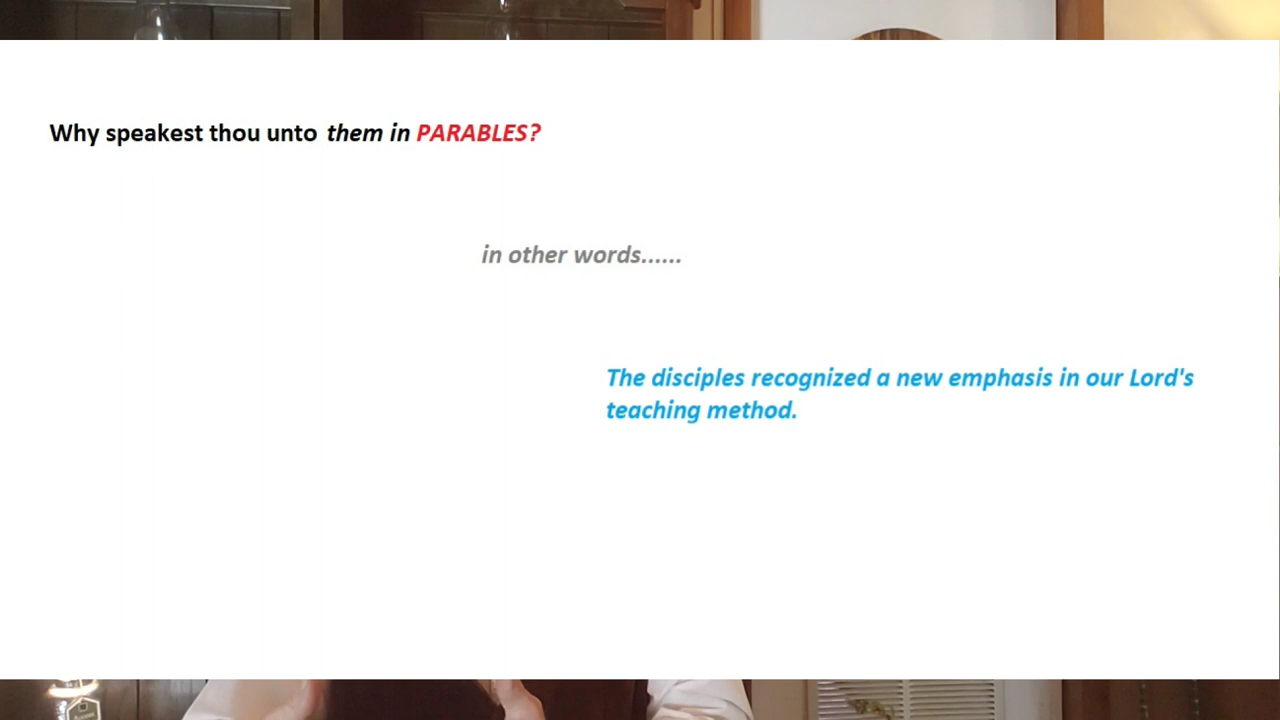 Why speakest thou unto them in PARABLES?
in other words......
The disciples recognized a new emphasis in our Lord's
teaching method.